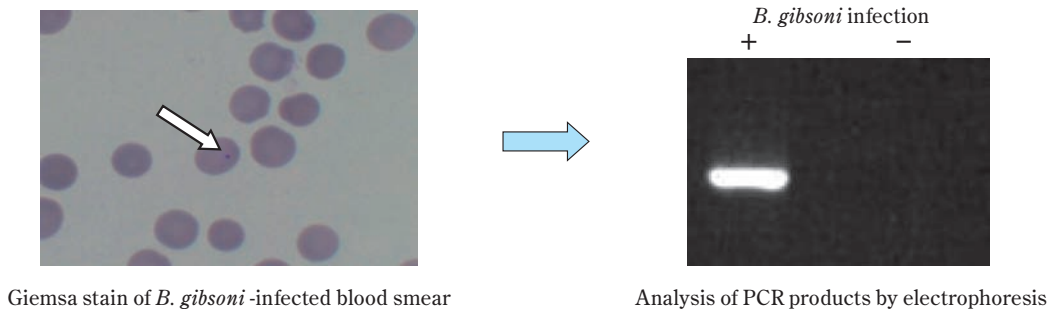 B. gibsoni infection
+ −
Giemsa stain of B. gibsoni -infected blood smear
Analysis of PCR products by electrophoresis